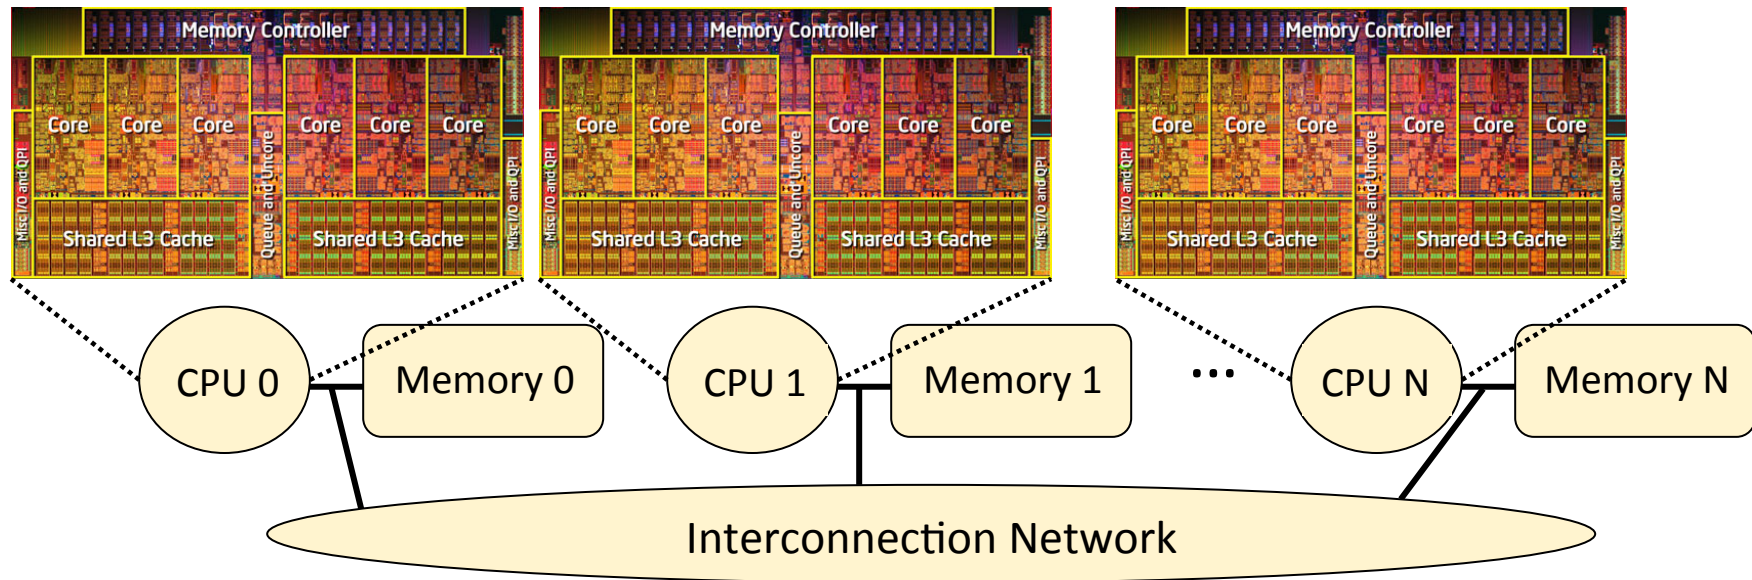 Memory Controller
Core Core Core Core Core Core
Misc I/O and QPI
Queue and Uncore
Misc I/O and QPI
Shared L3 Cache Shared L3 Cache
Memory Controller
Core Core Core Core Core Core
Misc I/O and QPI
Queue and Uncore
Misc I/O and QPI
Shared L3 Cache Shared L3 Cache
Memory Controller
Core Core Core Core Core Core
Misc I/O and QPI
Queue and Uncore
Misc I/O and QPI
Shared L3 Cache Shared L3 Cache
CPU 0 Memory 0 CPU 1 Memory 1 ... CPU N Memory N
Interconnection Network